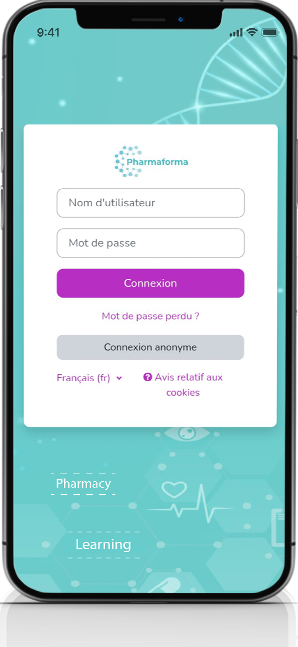 9:41
Pharmaforma
Nom d'utilisateur
Mot de passe
Connexion
Mot de passe perdu ?
Connexion anonyme
Français (fr)
Avis relatif aux
cookies
Pharmacy
Learning